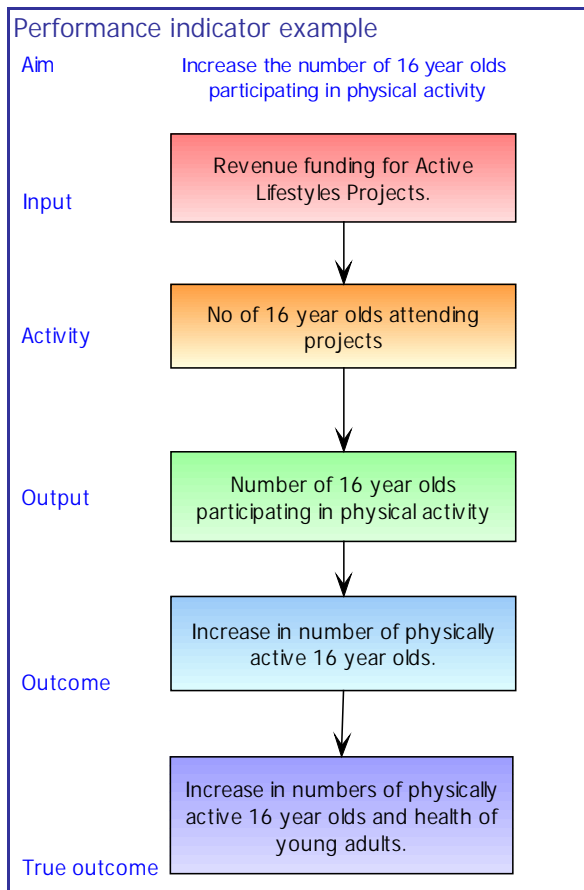 Performance indicator example
Aim
Increase the number of 16 year olds
participating in physical activity
Revenue funding for Active
Lifestyles Projects.
Input
No of 16 year olds attending
projects
Activity
Number of 16 year olds
participating in physical activity
Output
Increase in number of physically
active 16 year olds.
Outcome
Increase in numbers of physically
active 16 year olds and health of
young adults.
True outcome